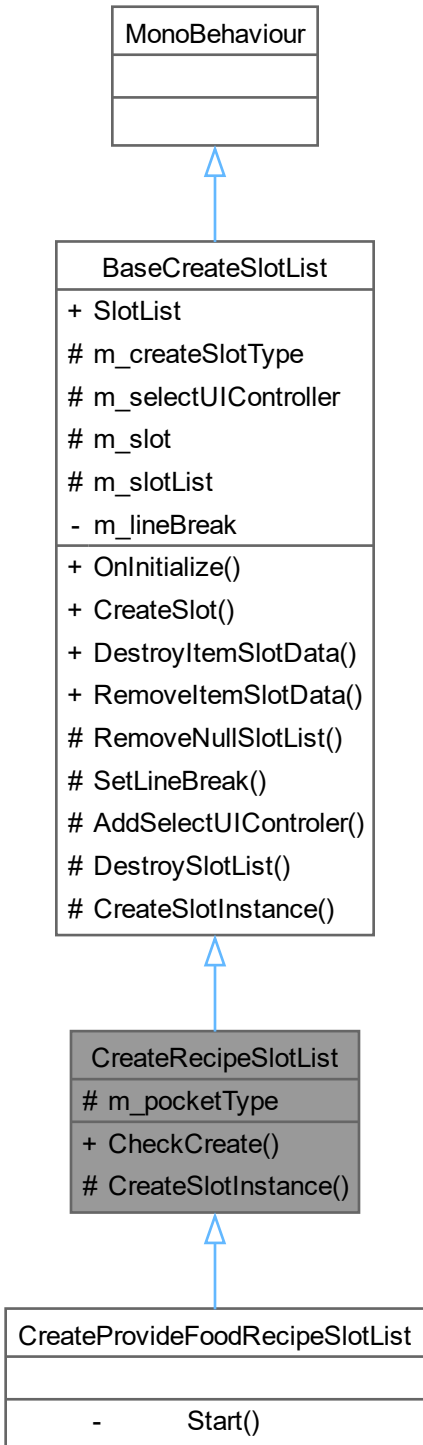 MonoBehaviour
BaseCreateSlotList
+ SlotList
# m_createSlotType
# m_selectUIController
# m_slot
# m_slotList
- m_lineBreak
+ OnInitialize()
+ CreateSlot()
+ DestroyItemSlotData()
+ RemoveItemSlotData()
# RemoveNullSlotList()
# SetLineBreak()
# AddSelectUIControler()
# DestroySlotList()
# CreateSlotInstance()
CreateRecipeSlotList
# m_pocketType
+ CheckCreate()
# CreateSlotInstance()
CreateProvideFoodRecipeSlotList
- Start()